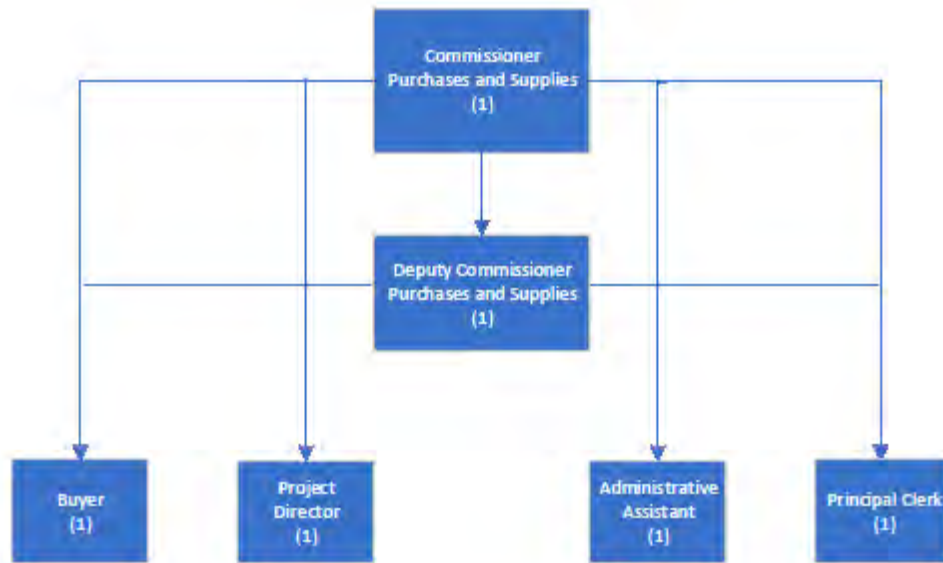 Commissioner
Purchases and Supplies
(1)
Deputy Commissioner
Purchases and Supplies
(1)
Buyer
(1)
Project
Director
(1)
Administrative
Assistant
(1)
Principal Clerk
(1)